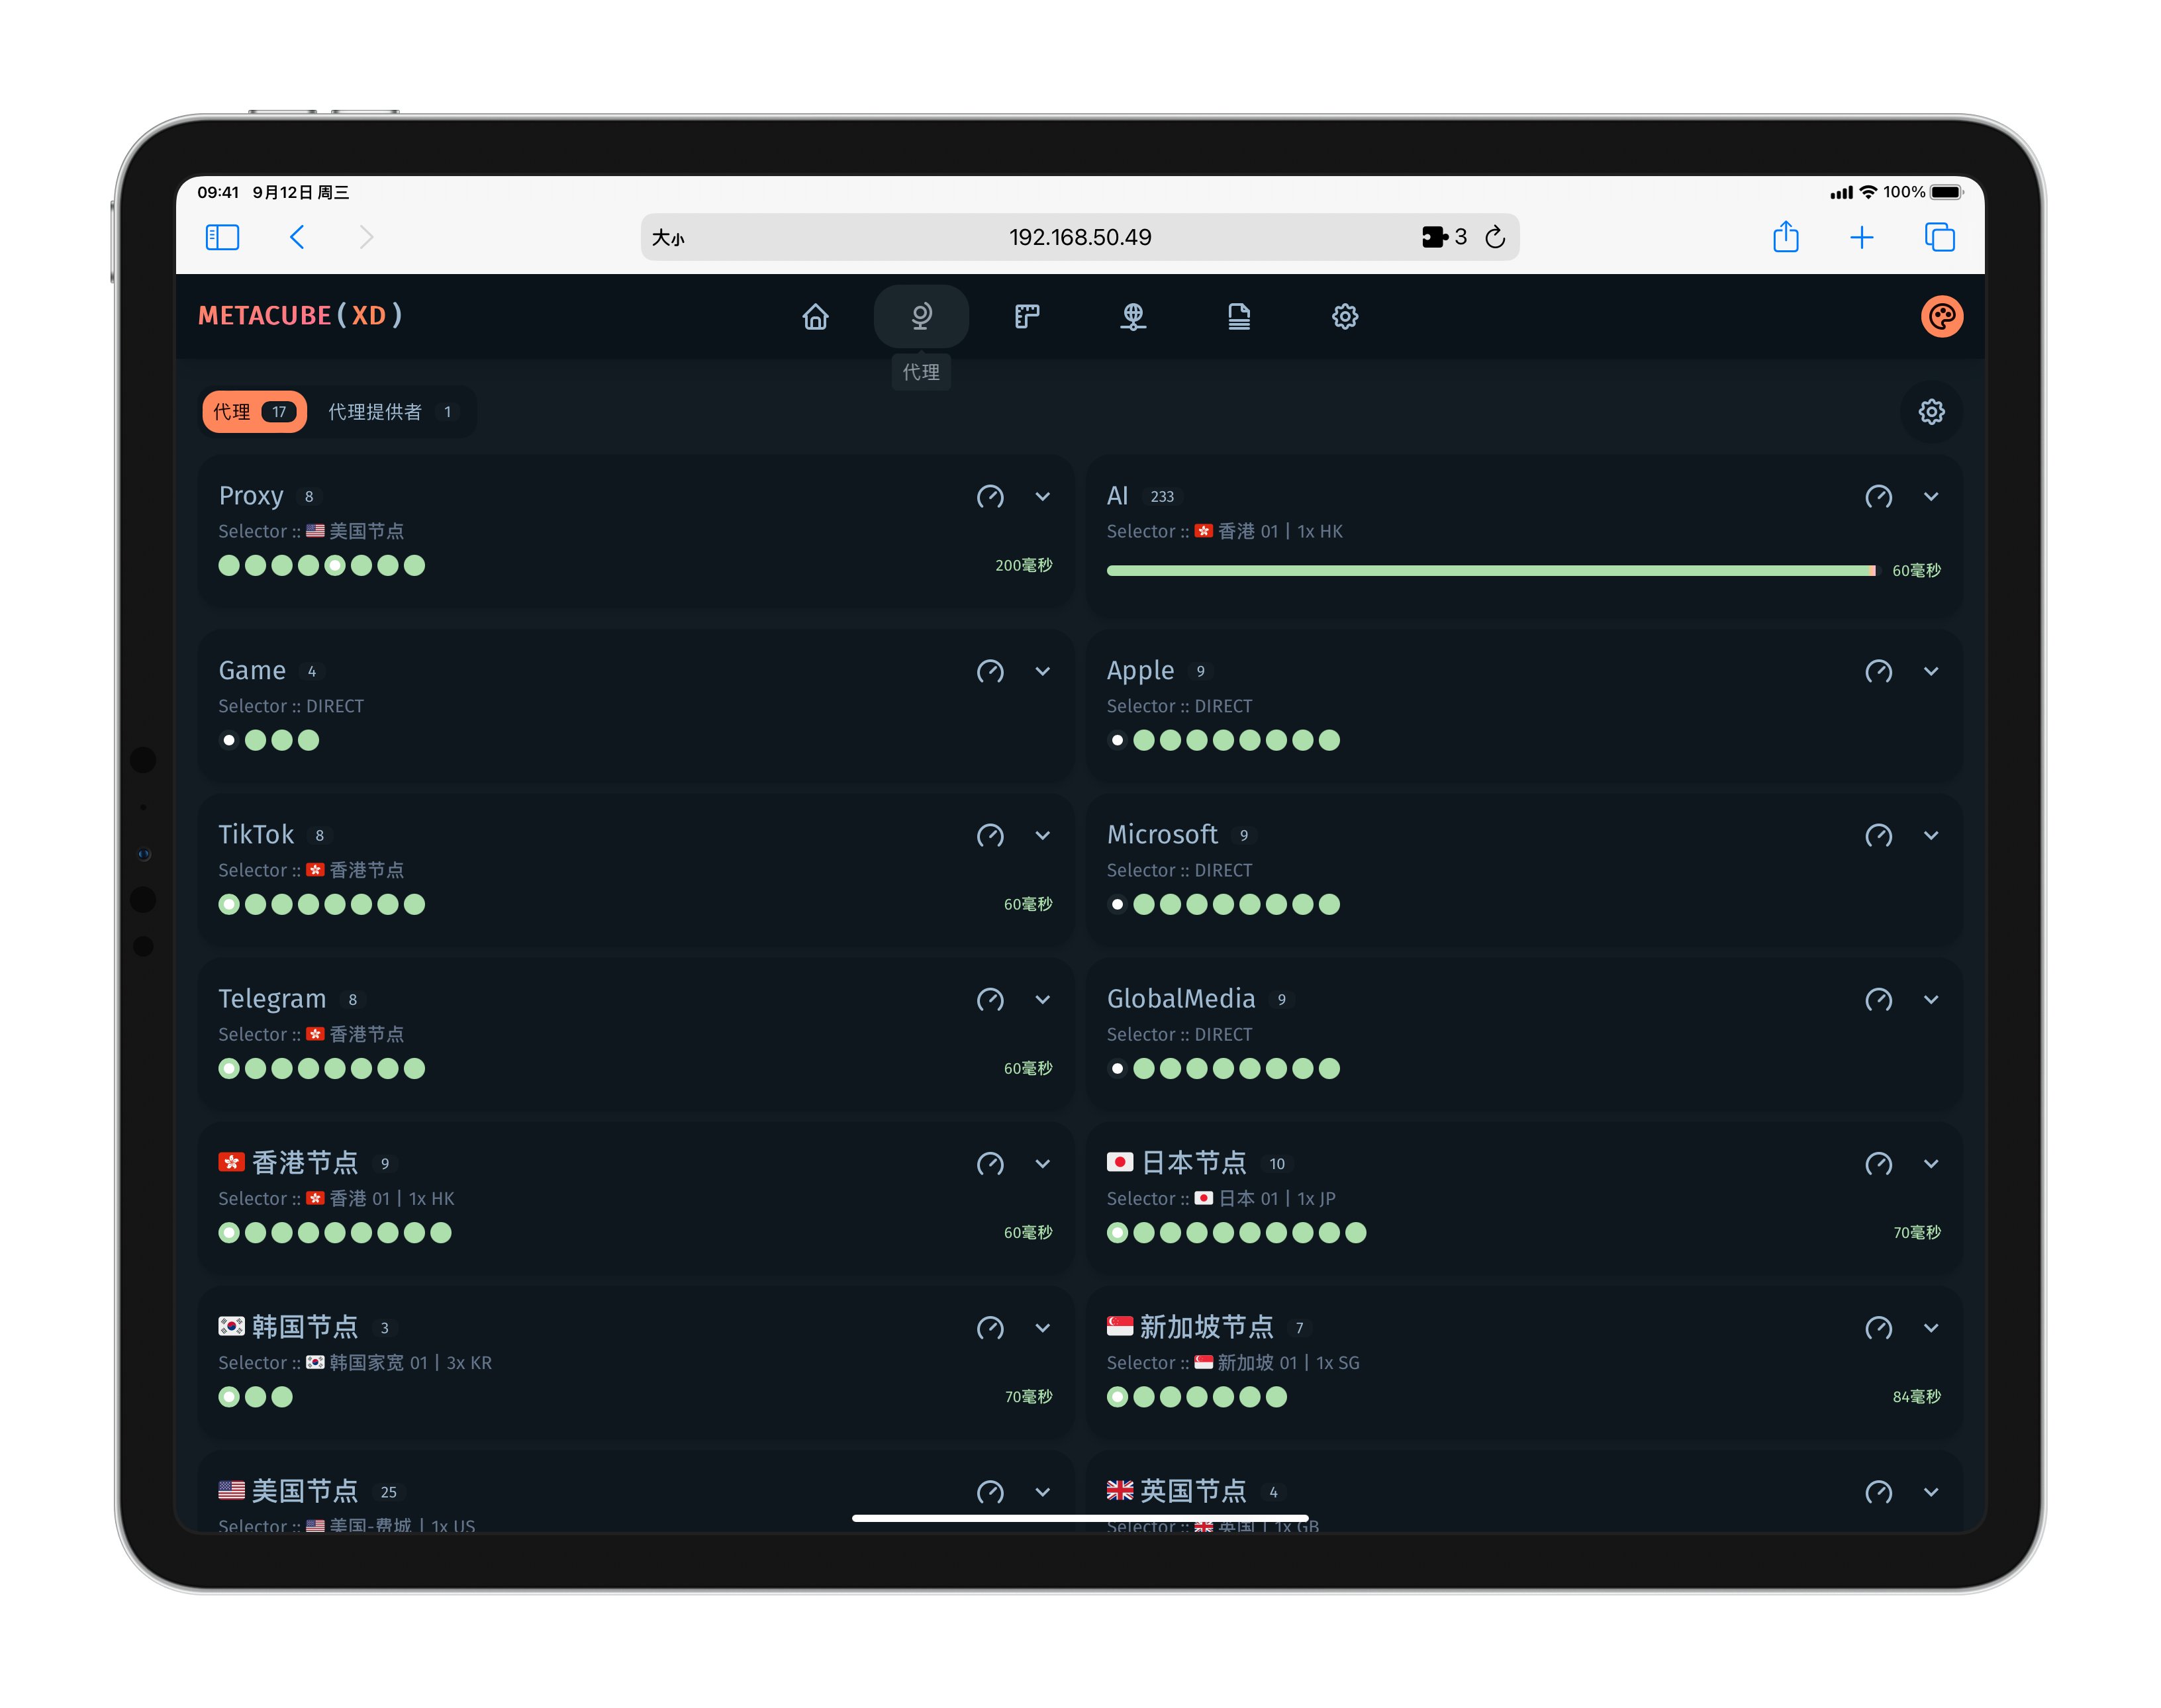 09:41 9月12日 周三
100%
大小 192.168.50.49 3
METACUBE(XD)
代理
代理 17 代理提供者 1
Proxy 8
Selector :: 🇺🇸 美国节点
200毫秒
AI 233
Selector :: 🇭🇰 香港 01 | 1x HK
60毫秒
Game 4
Selector :: DIRECT
Apple 9
Selector :: DIRECT
TikTok 8
Selector :: 🇭🇰 香港节点
60毫秒
Microsoft 9
Selector :: DIRECT
Telegram 8
Selector :: 🇭🇰 香港节点
60毫秒
GlobalMedia 9
Selector :: DIRECT
🇭🇰 香港节点 9
Selector :: 🇭🇰 香港 01 | 1x HK
60毫秒
🇯🇵 日本节点 10
Selector :: 🇯🇵 日本 01 | 1x JP
70毫秒
🇰🇷 韩国节点 3
Selector :: 🇰🇷 韩国家宽 01 | 3x KR
70毫秒
🇸🇬 新加坡节点 7
Selector :: 🇸🇬 新加坡 01 | 1x SG
84毫秒
🇺🇸 美国节点 25
Selector :: 🇺🇸 美国-费城 | 1x US
🇬🇧 英国节点 4
Selector :: 🇬🇧 英国 | 1x GB